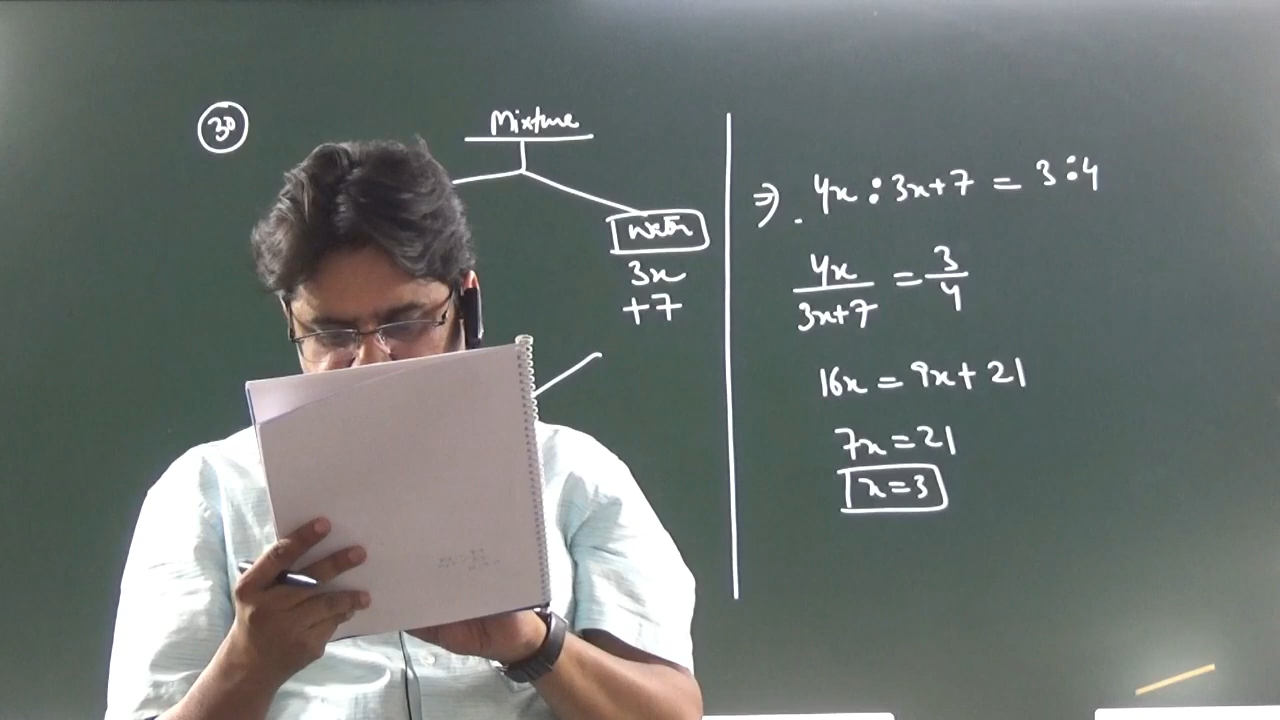 30
Mixture
Water
3x
+7
⇒ 4x : 3x+7 = 3:4
4x/3x+7 = 3/4
16x = 9x + 21
7x = 21
x = 3